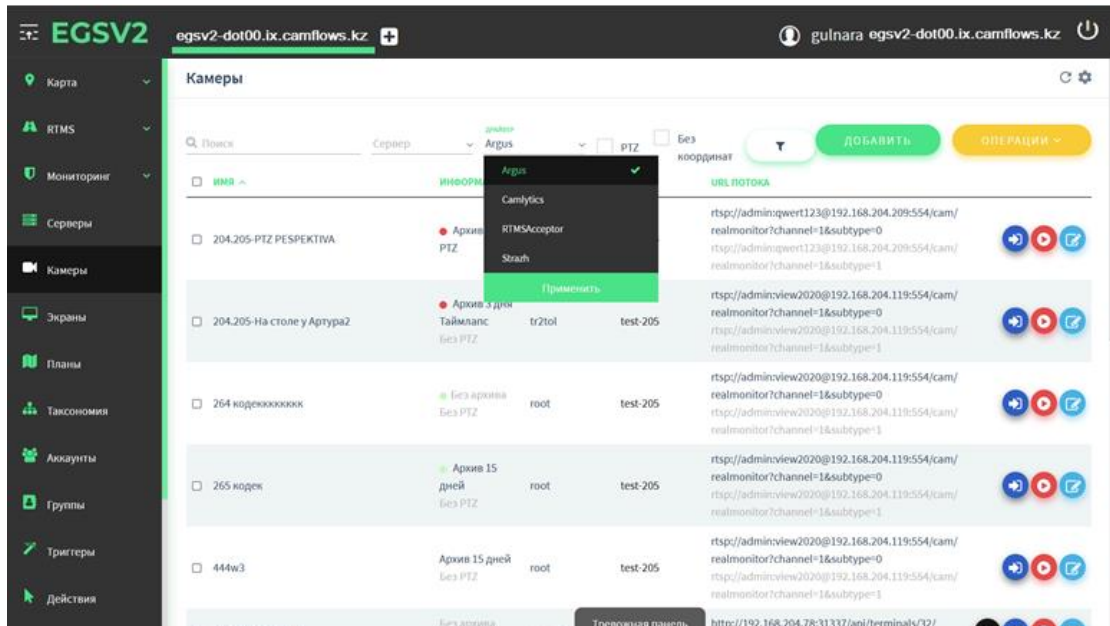 EGSV2
egsv2-dot00.ix.camflows.kz
gulnara egsv2-dot00.ix.camflows.kz
Карта
RTMS
Мониторинг
Серверы
Камеры
Экраны
Планы
Таксономия
Аккаунты
Группы
Триггеры
Действия
Камеры
Поиск
Сервер
ДРАЙВЕР
Argus
PTZ
Без
координат
ДОБАВИТЬ
ОПЕРАЦИИ
Argus
Camlytics
RTMSAcceptor
Strazh
Применить
ИМЯ
URL ПОТОКА
204.205-PTZ PESPEKTIVA
PTZ
rtsp://admin:qwert123@192.168.204.209:554/cam/
realmonitor?channel=1&subtype=0
rtsp://admin:qwert123@192.168.204.209:554/cam/
realmonitor?channel=1&subtype=1
204.205-На столе у Артура2
Архив 3 дня
Таймлапс
Без PTZ
tr2tol
test-205
rtsp://admin:view2020@192.168.204.119:554/cam/
realmonitor?channel=1&subtype=0
rtsp://admin:view2020@192.168.204.119:554/cam/
realmonitor?channel=1&subtype=1
264 кодеккккккккк
Без архива
Без PTZ
root
test-205
rtsp://admin:view2020@192.168.204.119:554/cam/
realmonitor?channel=1&subtype=0
rtsp://admin:view2020@192.168.204.119:554/cam/
realmonitor?channel=1&subtype=1
265 кодек
Архив 15
дней
Без PTZ
root
test-205
rtsp://admin:view2020@192.168.204.119:554/cam/
realmonitor?channel=1&subtype=0
rtsp://admin:view2020@192.168.204.119:554/cam/
realmonitor?channel=1&subtype=1
444w3
Архив 15 дней
Без PTZ
root
test-205
rtsp://admin:view2020@192.168.204.119:554/cam/
realmonitor?channel=1&subtype=0
rtsp://admin:view2020@192.168.204.119:554/cam/
realmonitor?channel=1&subtype=1
Без архива
Тревожная панель
http://192.168.204.78:31337/api/terminals/32/